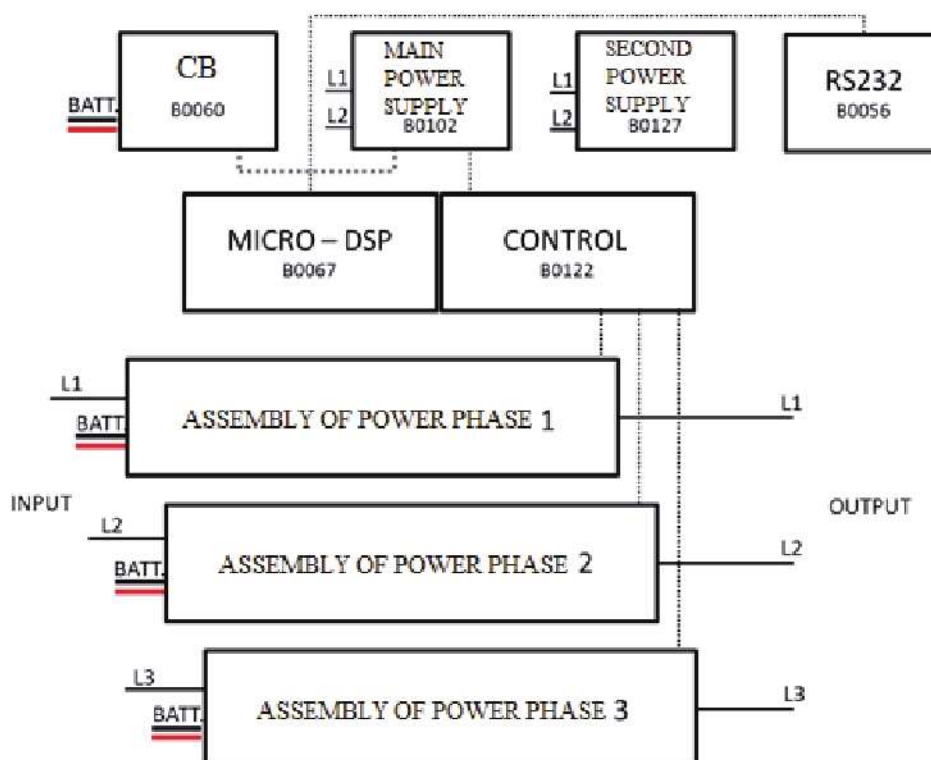 CB
B0060
BATT.
MAIN
POWER
SUPPLY
B0102
L1
L2
SECOND
POWER
SUPPLY
B0127
L1
L2
RS232
B0056
MICRO – DSP
B0067
CONTROL
B0122
L1
BATT.
ASSEMBLY OF POWER PHASE 1
L1
INPUT
OUTPUT
L2
BATT.
ASSEMBLY OF POWER PHASE 2
L2
L3
BATT.
ASSEMBLY OF POWER PHASE 3
L3